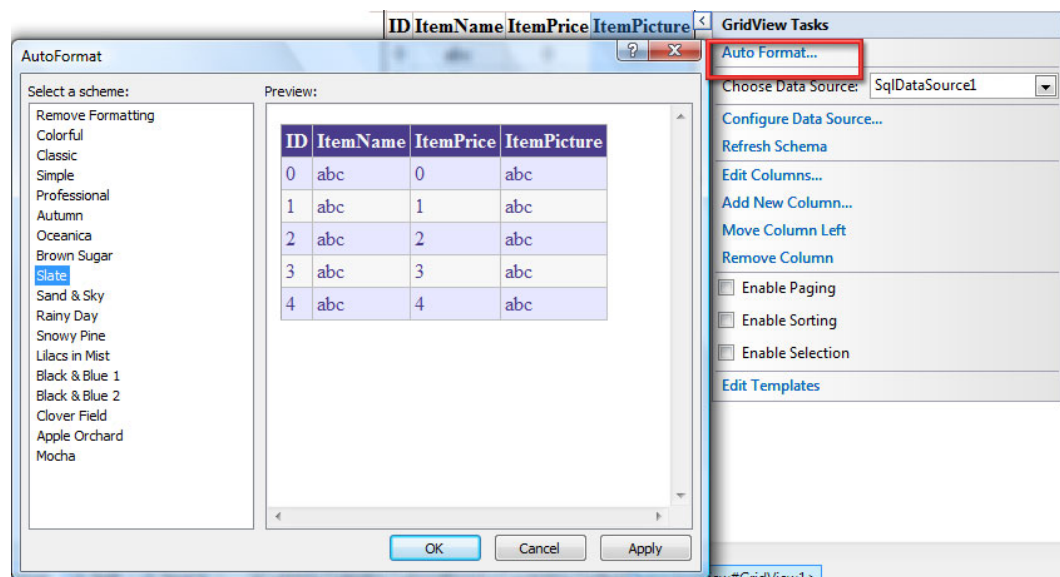 ID ItemName ItemPrice ItemPicture
GridView Tasks
Auto Format...
Choose Data Source: SqlDataSource1
Configure Data Source...
Refresh Schema
Edit Columns...
Add New Column...
Move Column Left
Remove Column
Enable Paging
Enable Sorting
Enable Selection
Edit Templates
AutoFormat
Select a scheme:
Remove Formatting
Colorful
Classic
Simple
Professional
Autumn
Oceanica
Brown Sugar
Slate
Sand & Sky
Rainy Day
Snowy Pine
Lilacs in Mist
Black & Blue 1
Black & Blue 2
Clover Field
Apple Orchard
Mocha
Preview:
ID ItemName ItemPrice ItemPicture
0 abc 0 abc
1 abc 1 abc
2 abc 2 abc
3 abc 3 abc
4 abc 4 abc
OK Cancel Apply